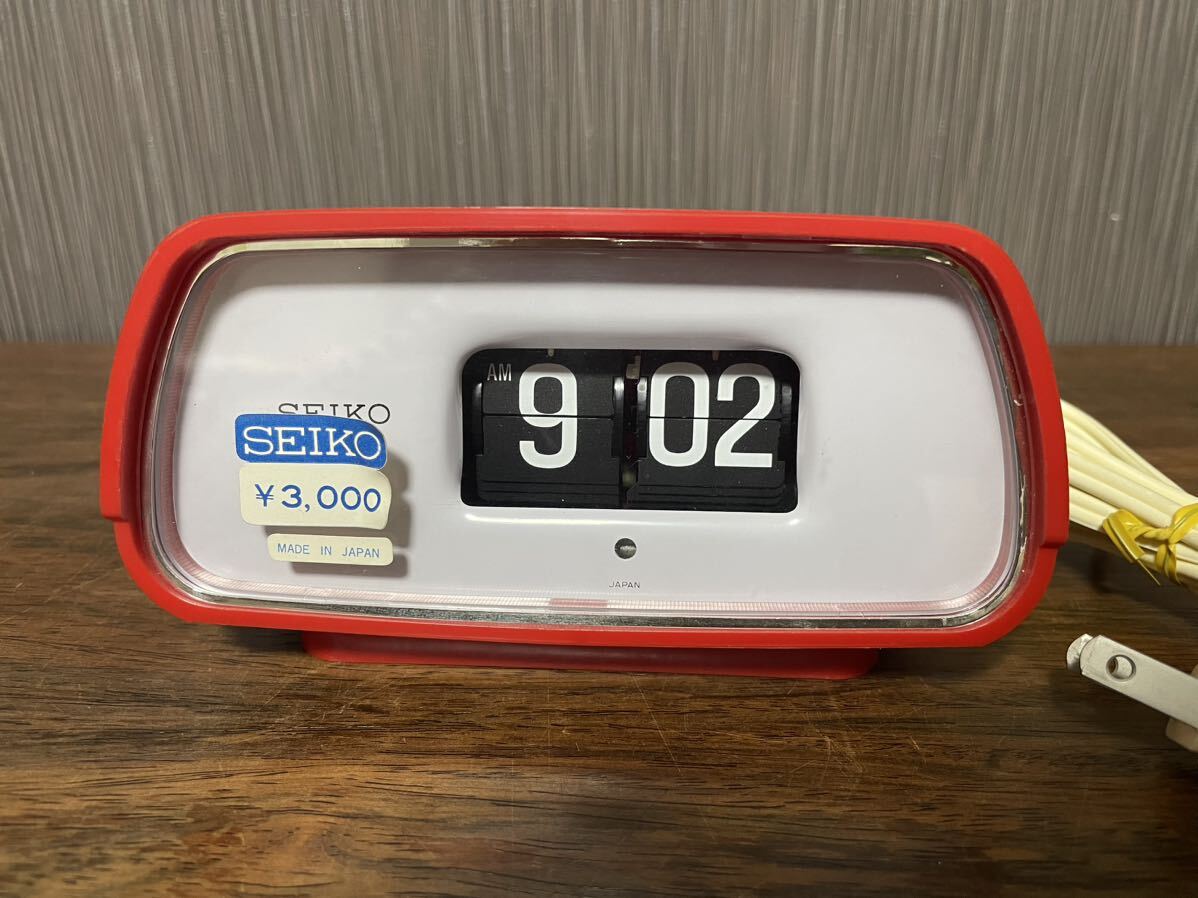 SEIKO
SEIKO
¥3,000
MADE IN JAPAN
AM 9 02
JAPAN